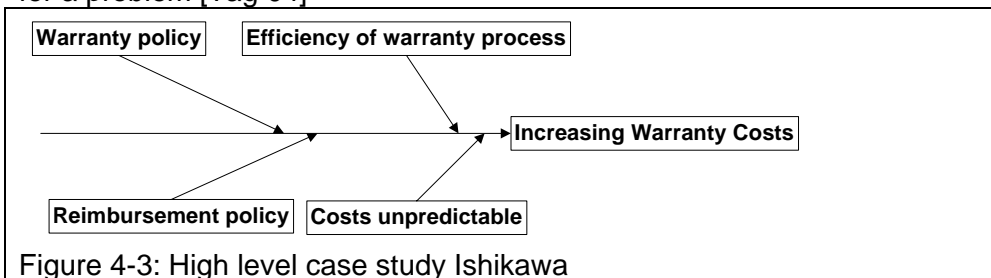 Warranty policy
Efficiency of warranty process
Increasing Warranty Costs
Reimbursement policy
Costs unpredictable
Figure 4-3: High level case study Ishikawa